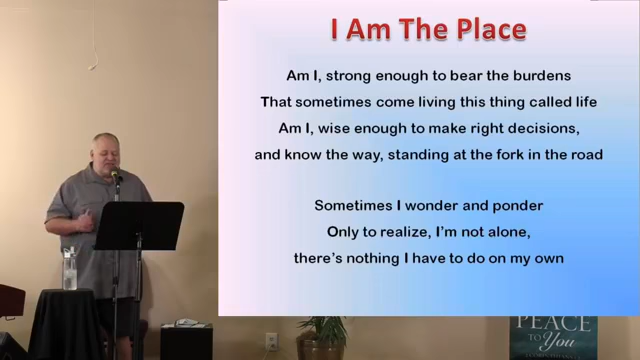 I Am The Place
Am I, strong enough to bear the burdens
That sometimes come living this thing called life
Am I, wise enough to make right decisions,
and know the way, standing at the fork in the road
Sometimes I wonder and ponder
Only to realize, I'm not alone,
there's nothing I have to do on my own
PEACE
TO
You